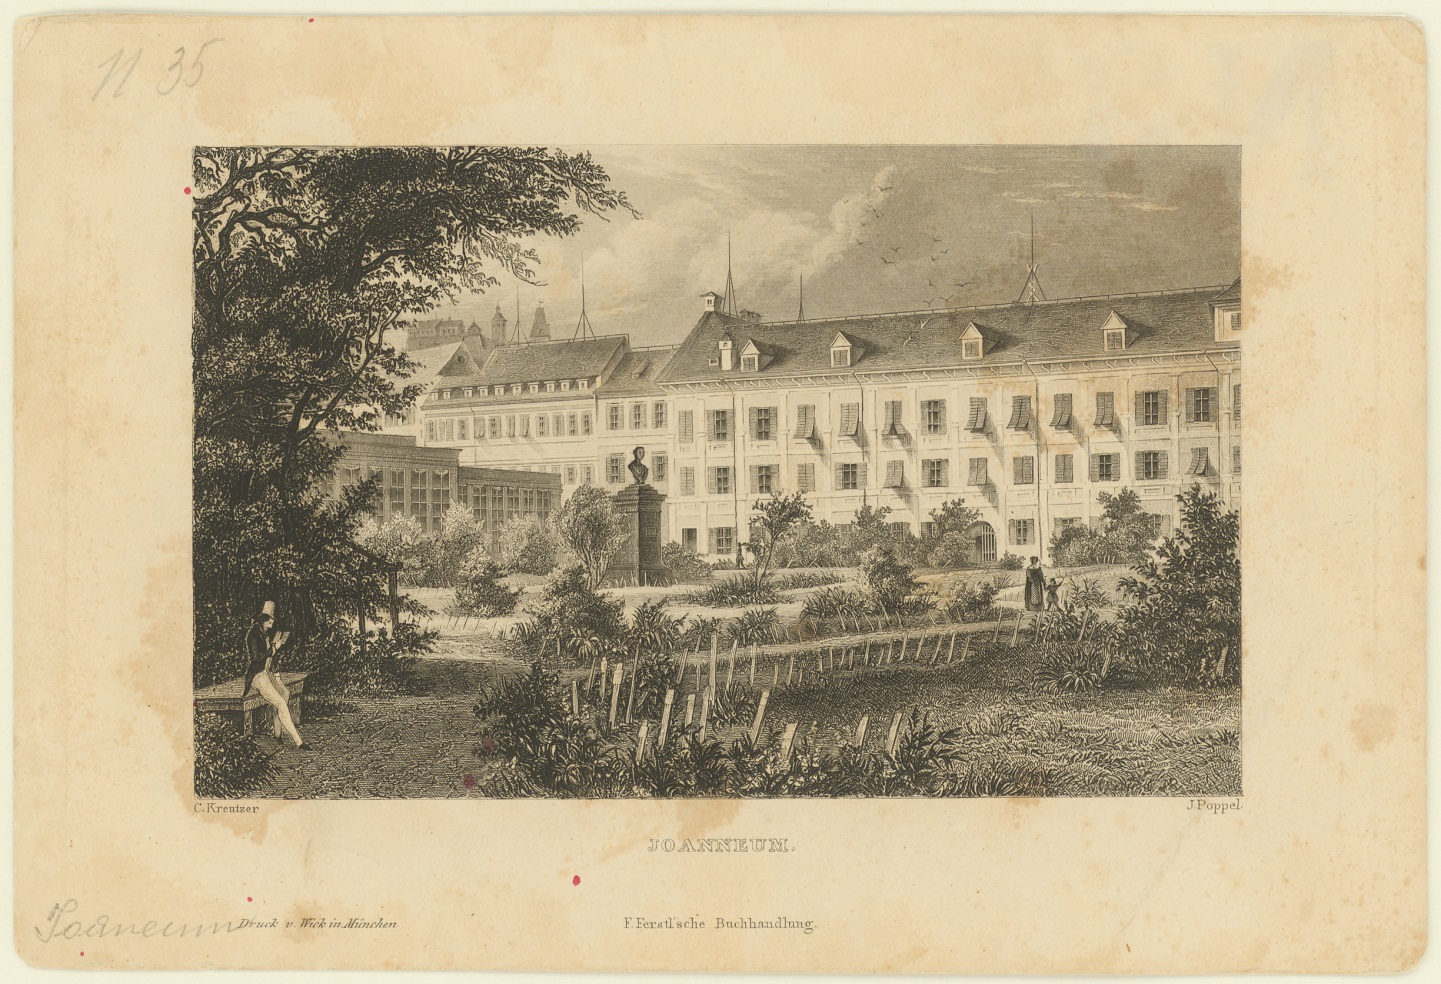 11 35
C. Kreutzer
J. Poppel
JOANNEUM.
Joaneum
Druck v. Wick in München
F. Ferstl'sche Buchhandlung.